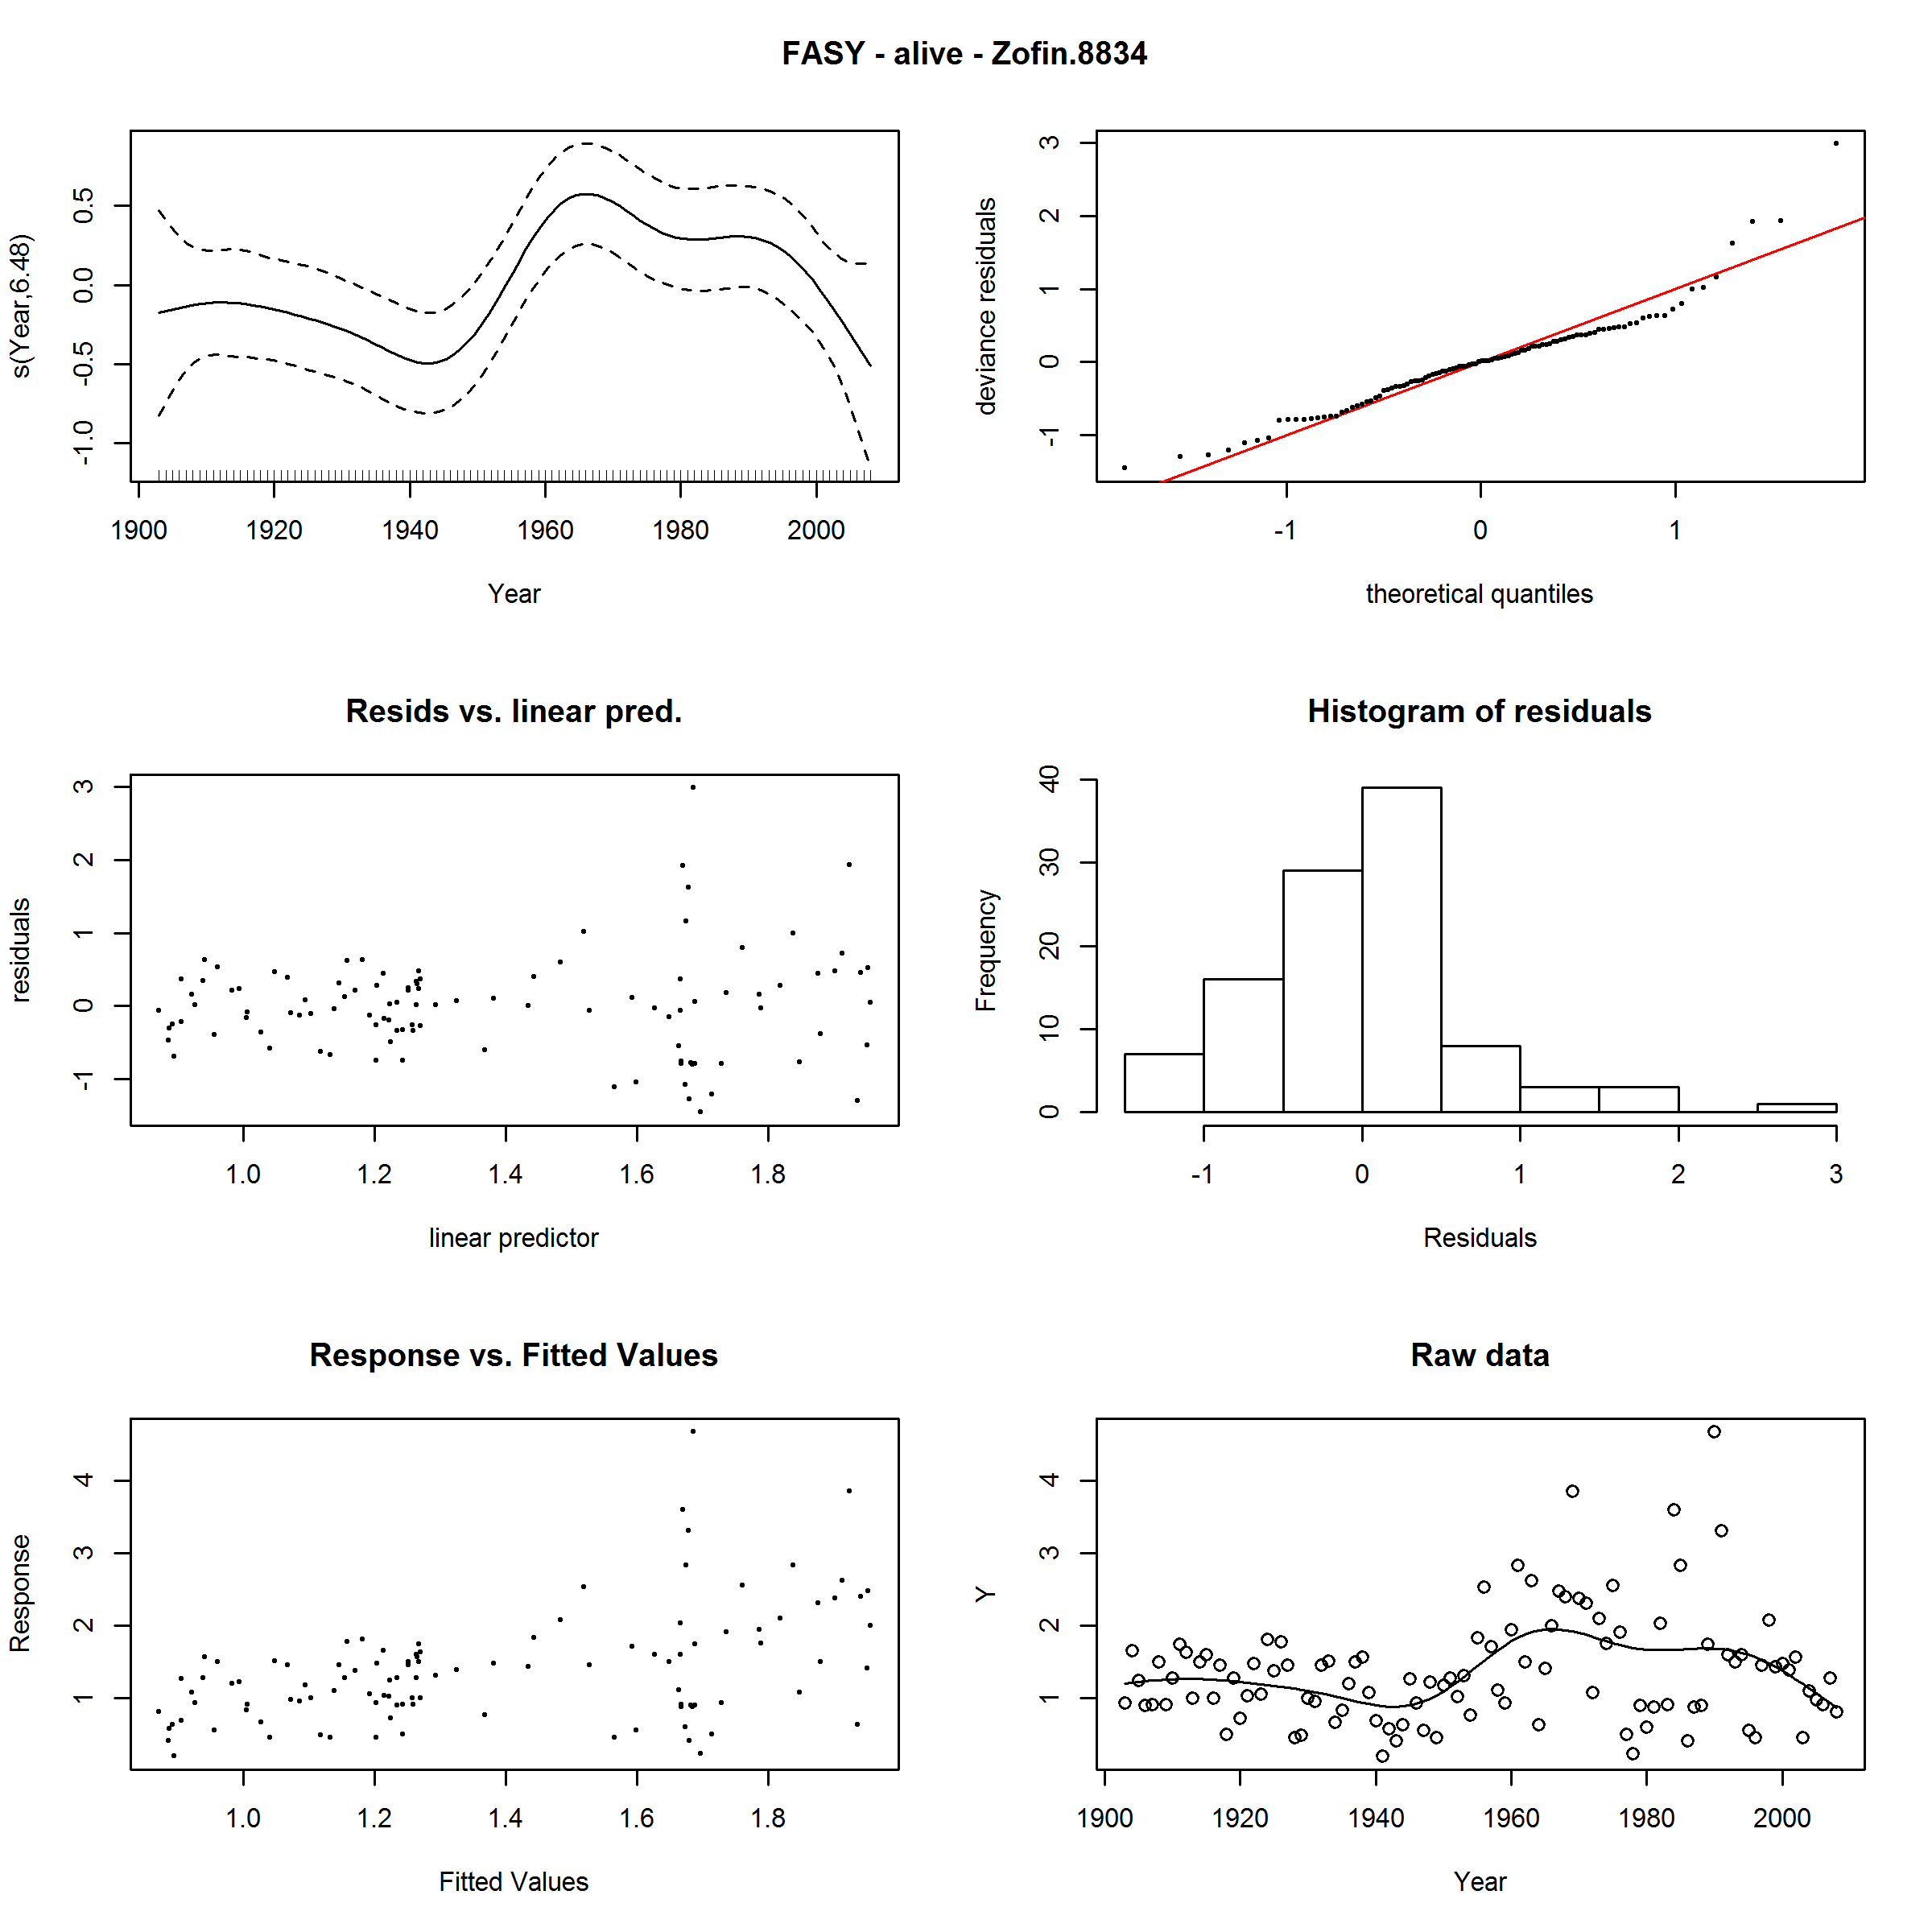 FASY - alive - Zofin.8834
s(Year,6.48)
-1.0 -0.5 0.0 0.5
1900 1920 1940 1960 1980 2000
Year
deviance residuals
-1 0 1 2 3
-1 0 1
theoretical quantiles
Resids vs. linear pred.
residuals
-1 0 1 2 3
1.0 1.2 1.4 1.6 1.8
linear predictor
Histogram of residuals
Frequency
0 10 20 30 40
-1 0 1 2 3
Residuals
Response vs. Fitted Values
Response
1 2 3 4
1.0 1.2 1.4 1.6 1.8
Fitted Values
Raw data
Y
1 2 3 4
1900 1920 1940 1960 1980 2000
Year